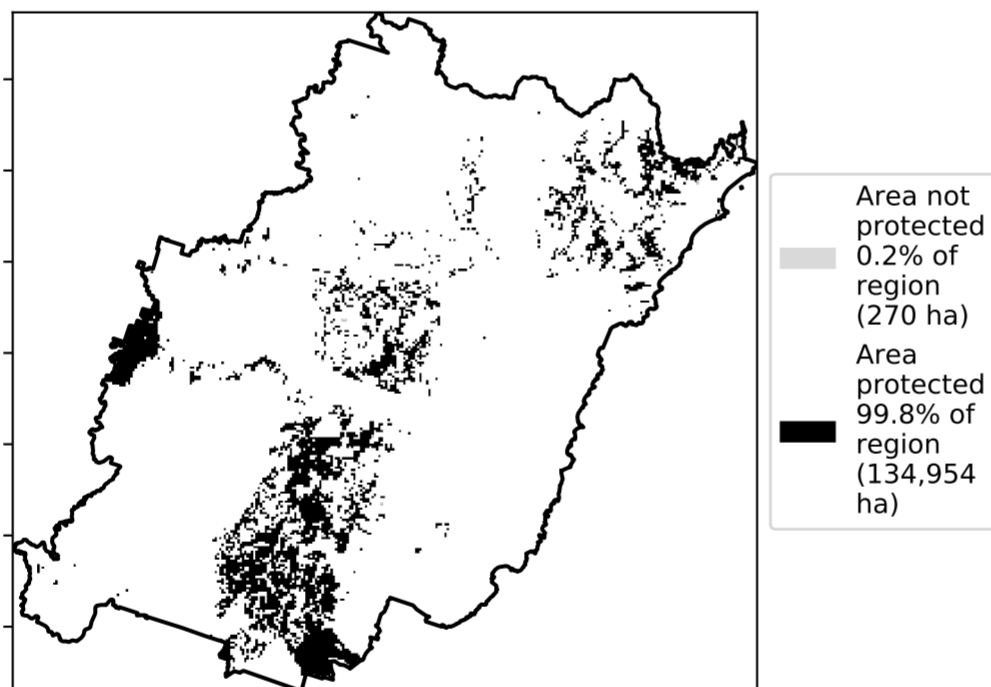 Area not
protected
0.2% of
region
(270 ha)
Area
protected
99.8% of
region
(134,954
ha)